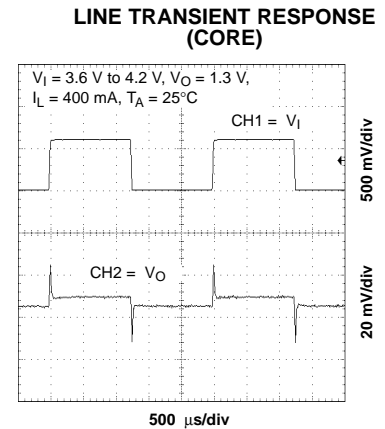 LINE TRANSIENT RESPONSE
(CORE)
V_I = 3.6 V to 4.2 V, V_O = 1.3 V,
I_L = 400 mA, T_A = 25°C
CH1 = V_I
500 mV/div
CH2 = V_O
20 mV/div
500 μs/div